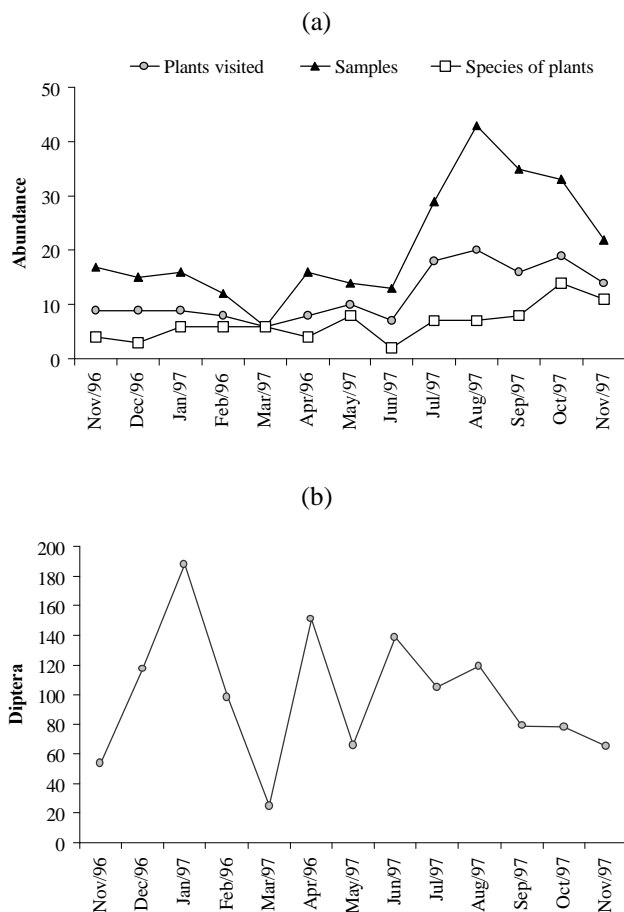 (a)
Plants visited Samples Species of plants
50
40
30
20
10
0
Abundance
Nov/96 Dec/96 Jan/97 Feb/96 Mar/97 Apr/96 May/97 Jun/97 Jul/97 Aug/97 Sep/97 Oct/97 Nov/97
(b)
200
180
160
140
120
100
80
60
40
20
0
Diptera
Nov/96 Dec/96 Jan/97 Feb/96 Mar/97 Apr/96 May/97 Jun/97 Jul/97 Aug/97 Sep/97 Oct/97 Nov/97